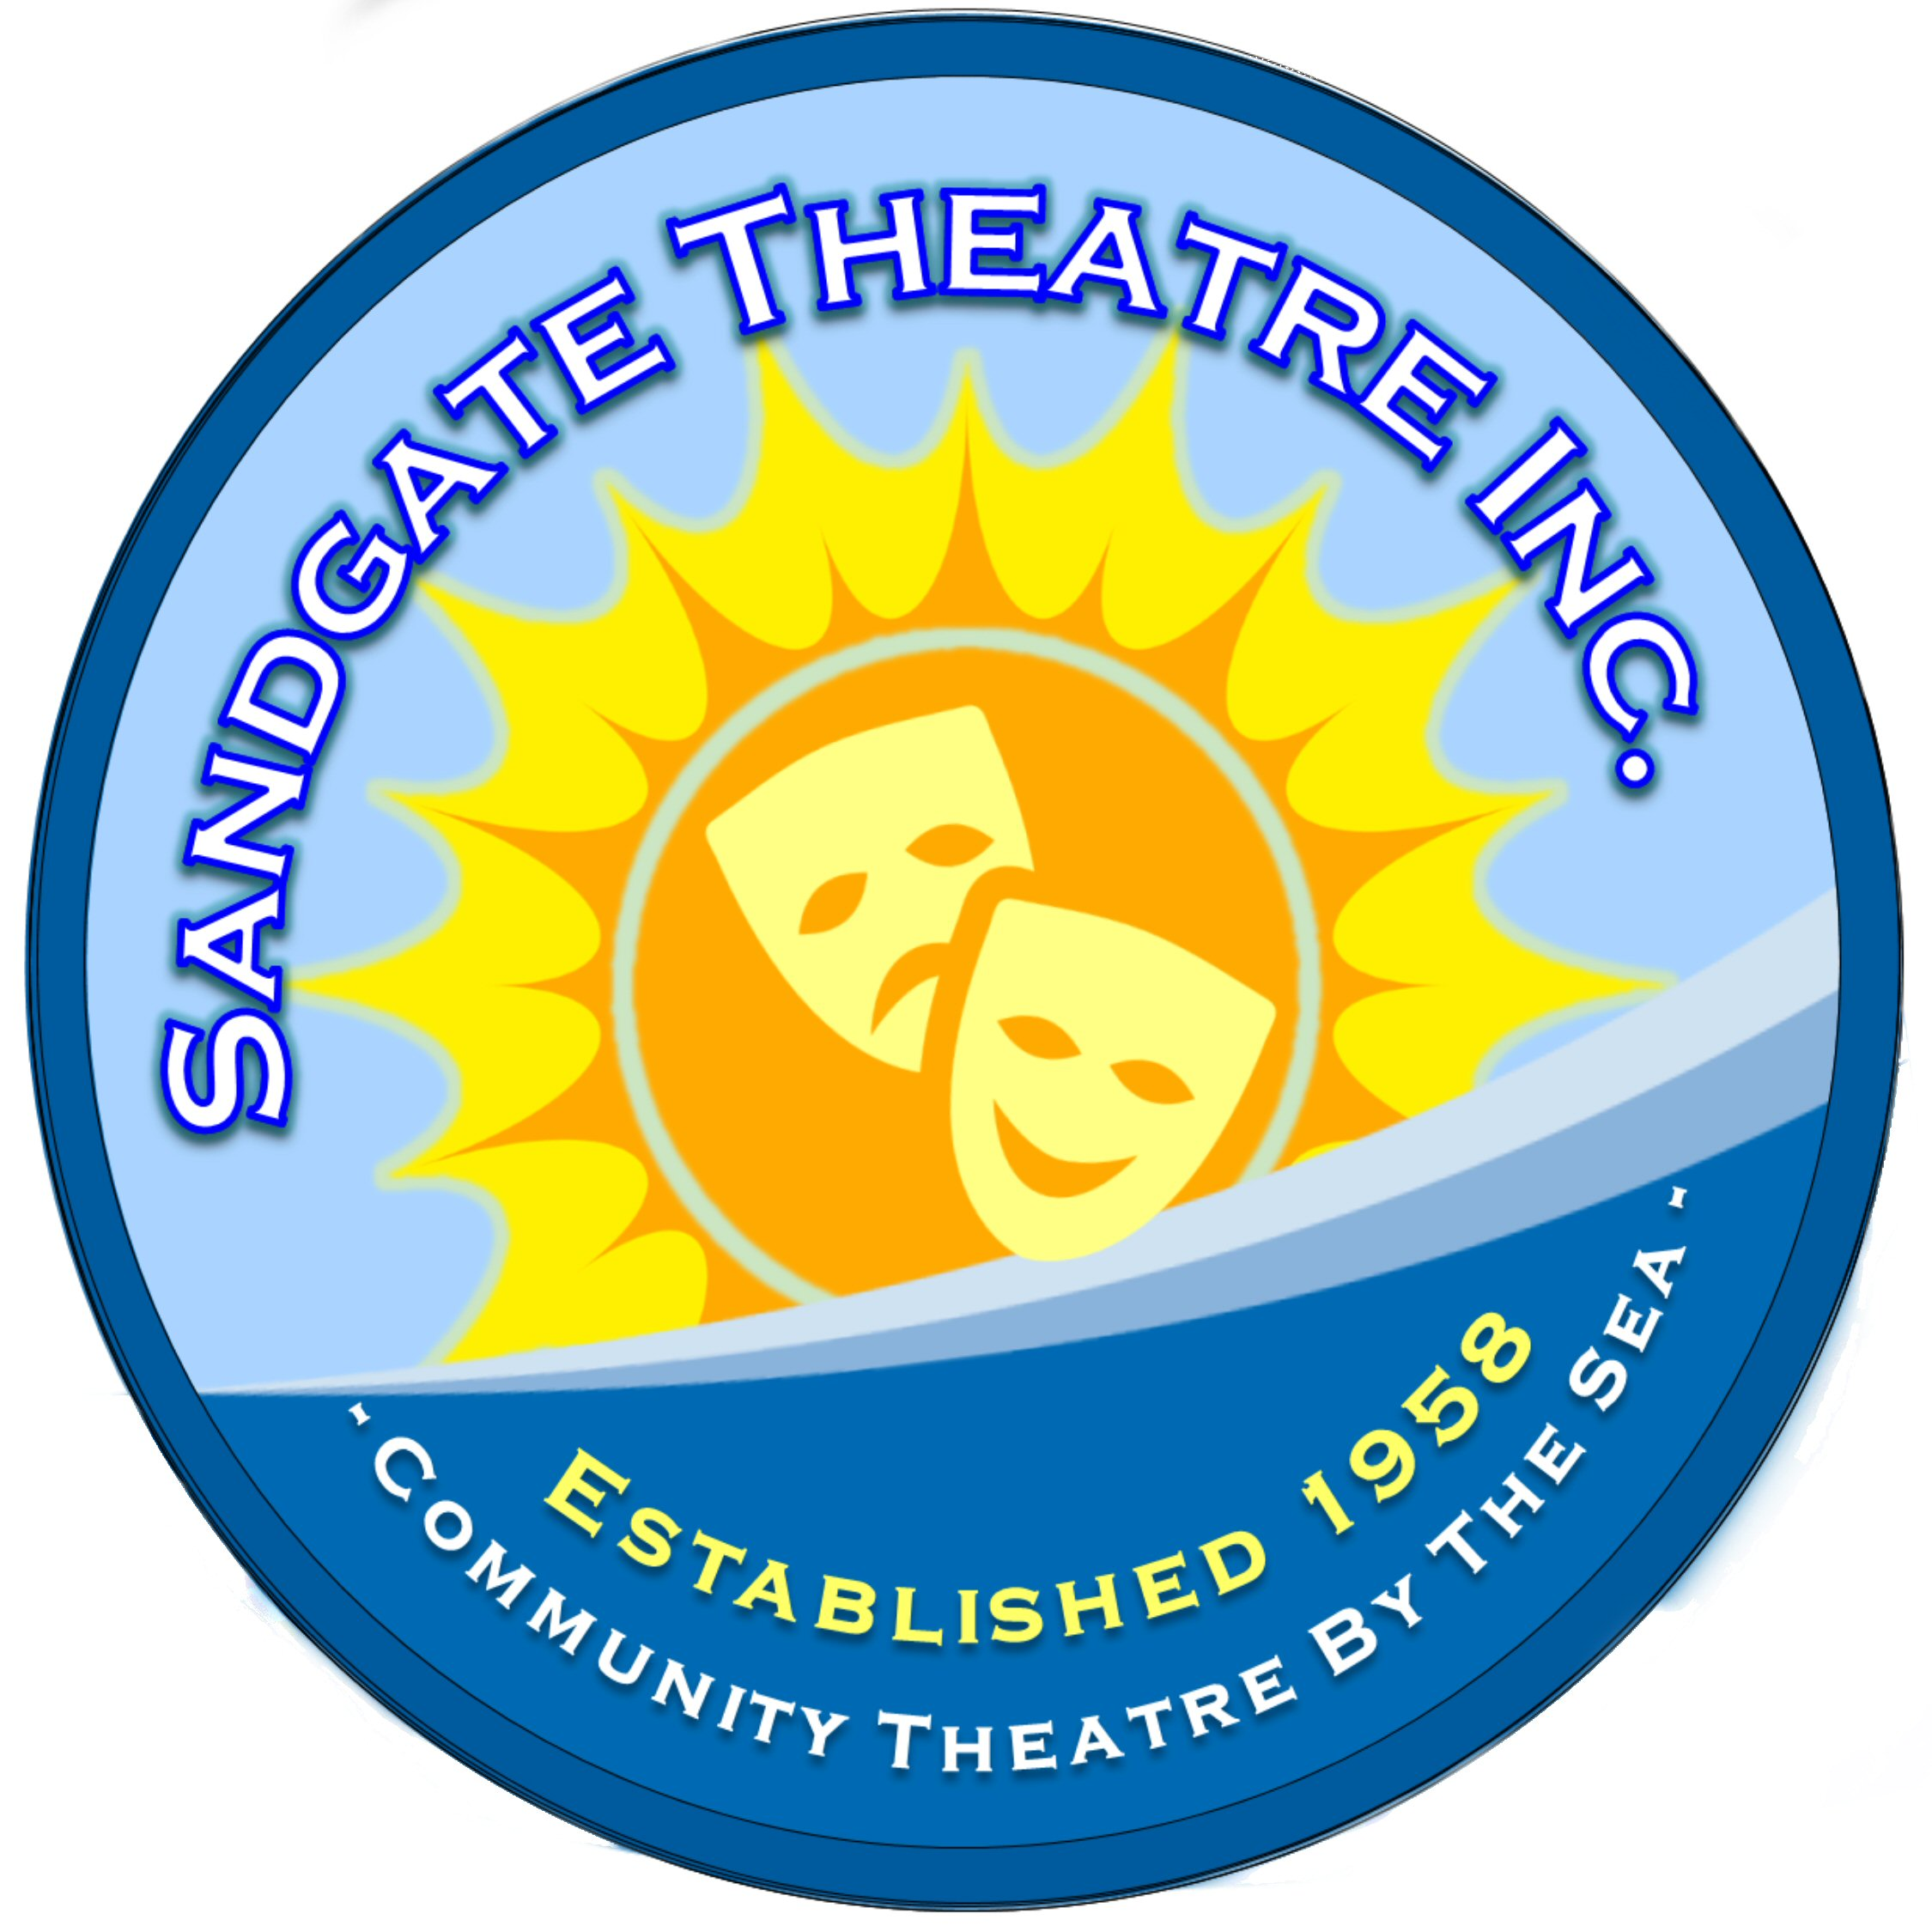 Sandgate Theatre Inc.
Established 1958
'Community Theatre By The Sea'